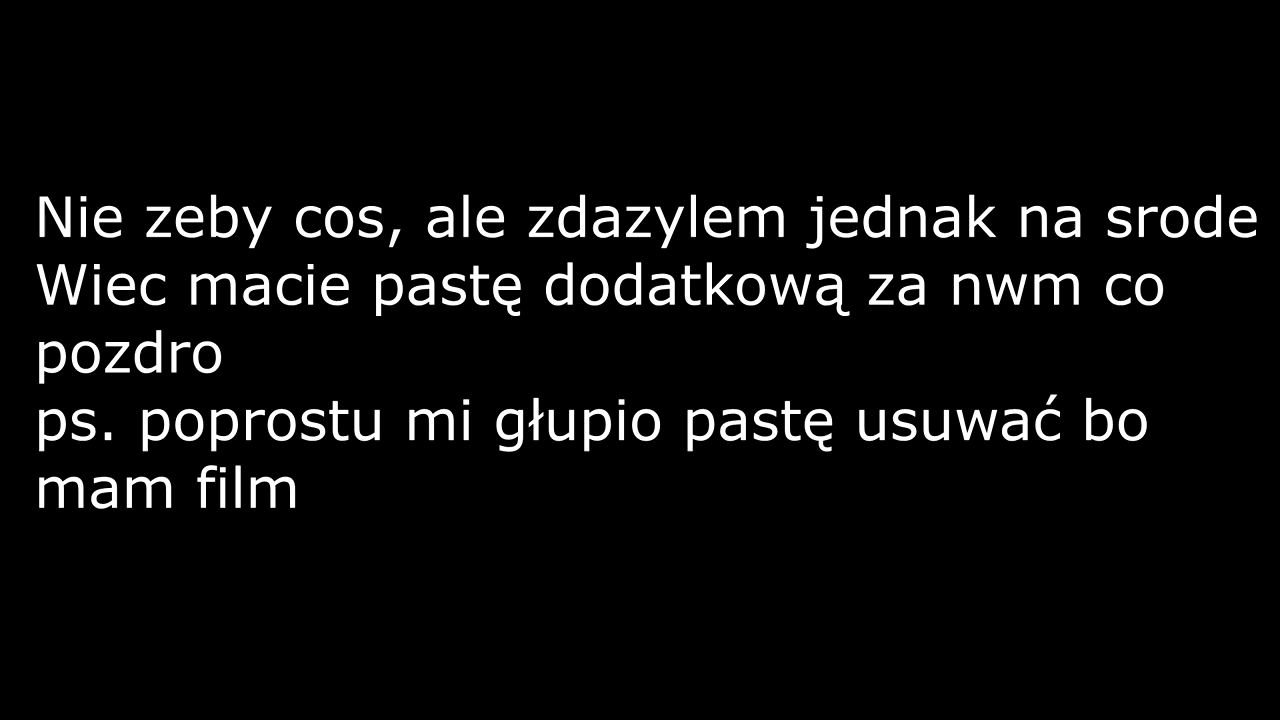 Nie zeby cos, ale zdazylem jednak na srode
Wiec macie pastę dodatkową za nwm co
pozdro
ps. poprostu mi głupio pastę usuwać bo
mam film